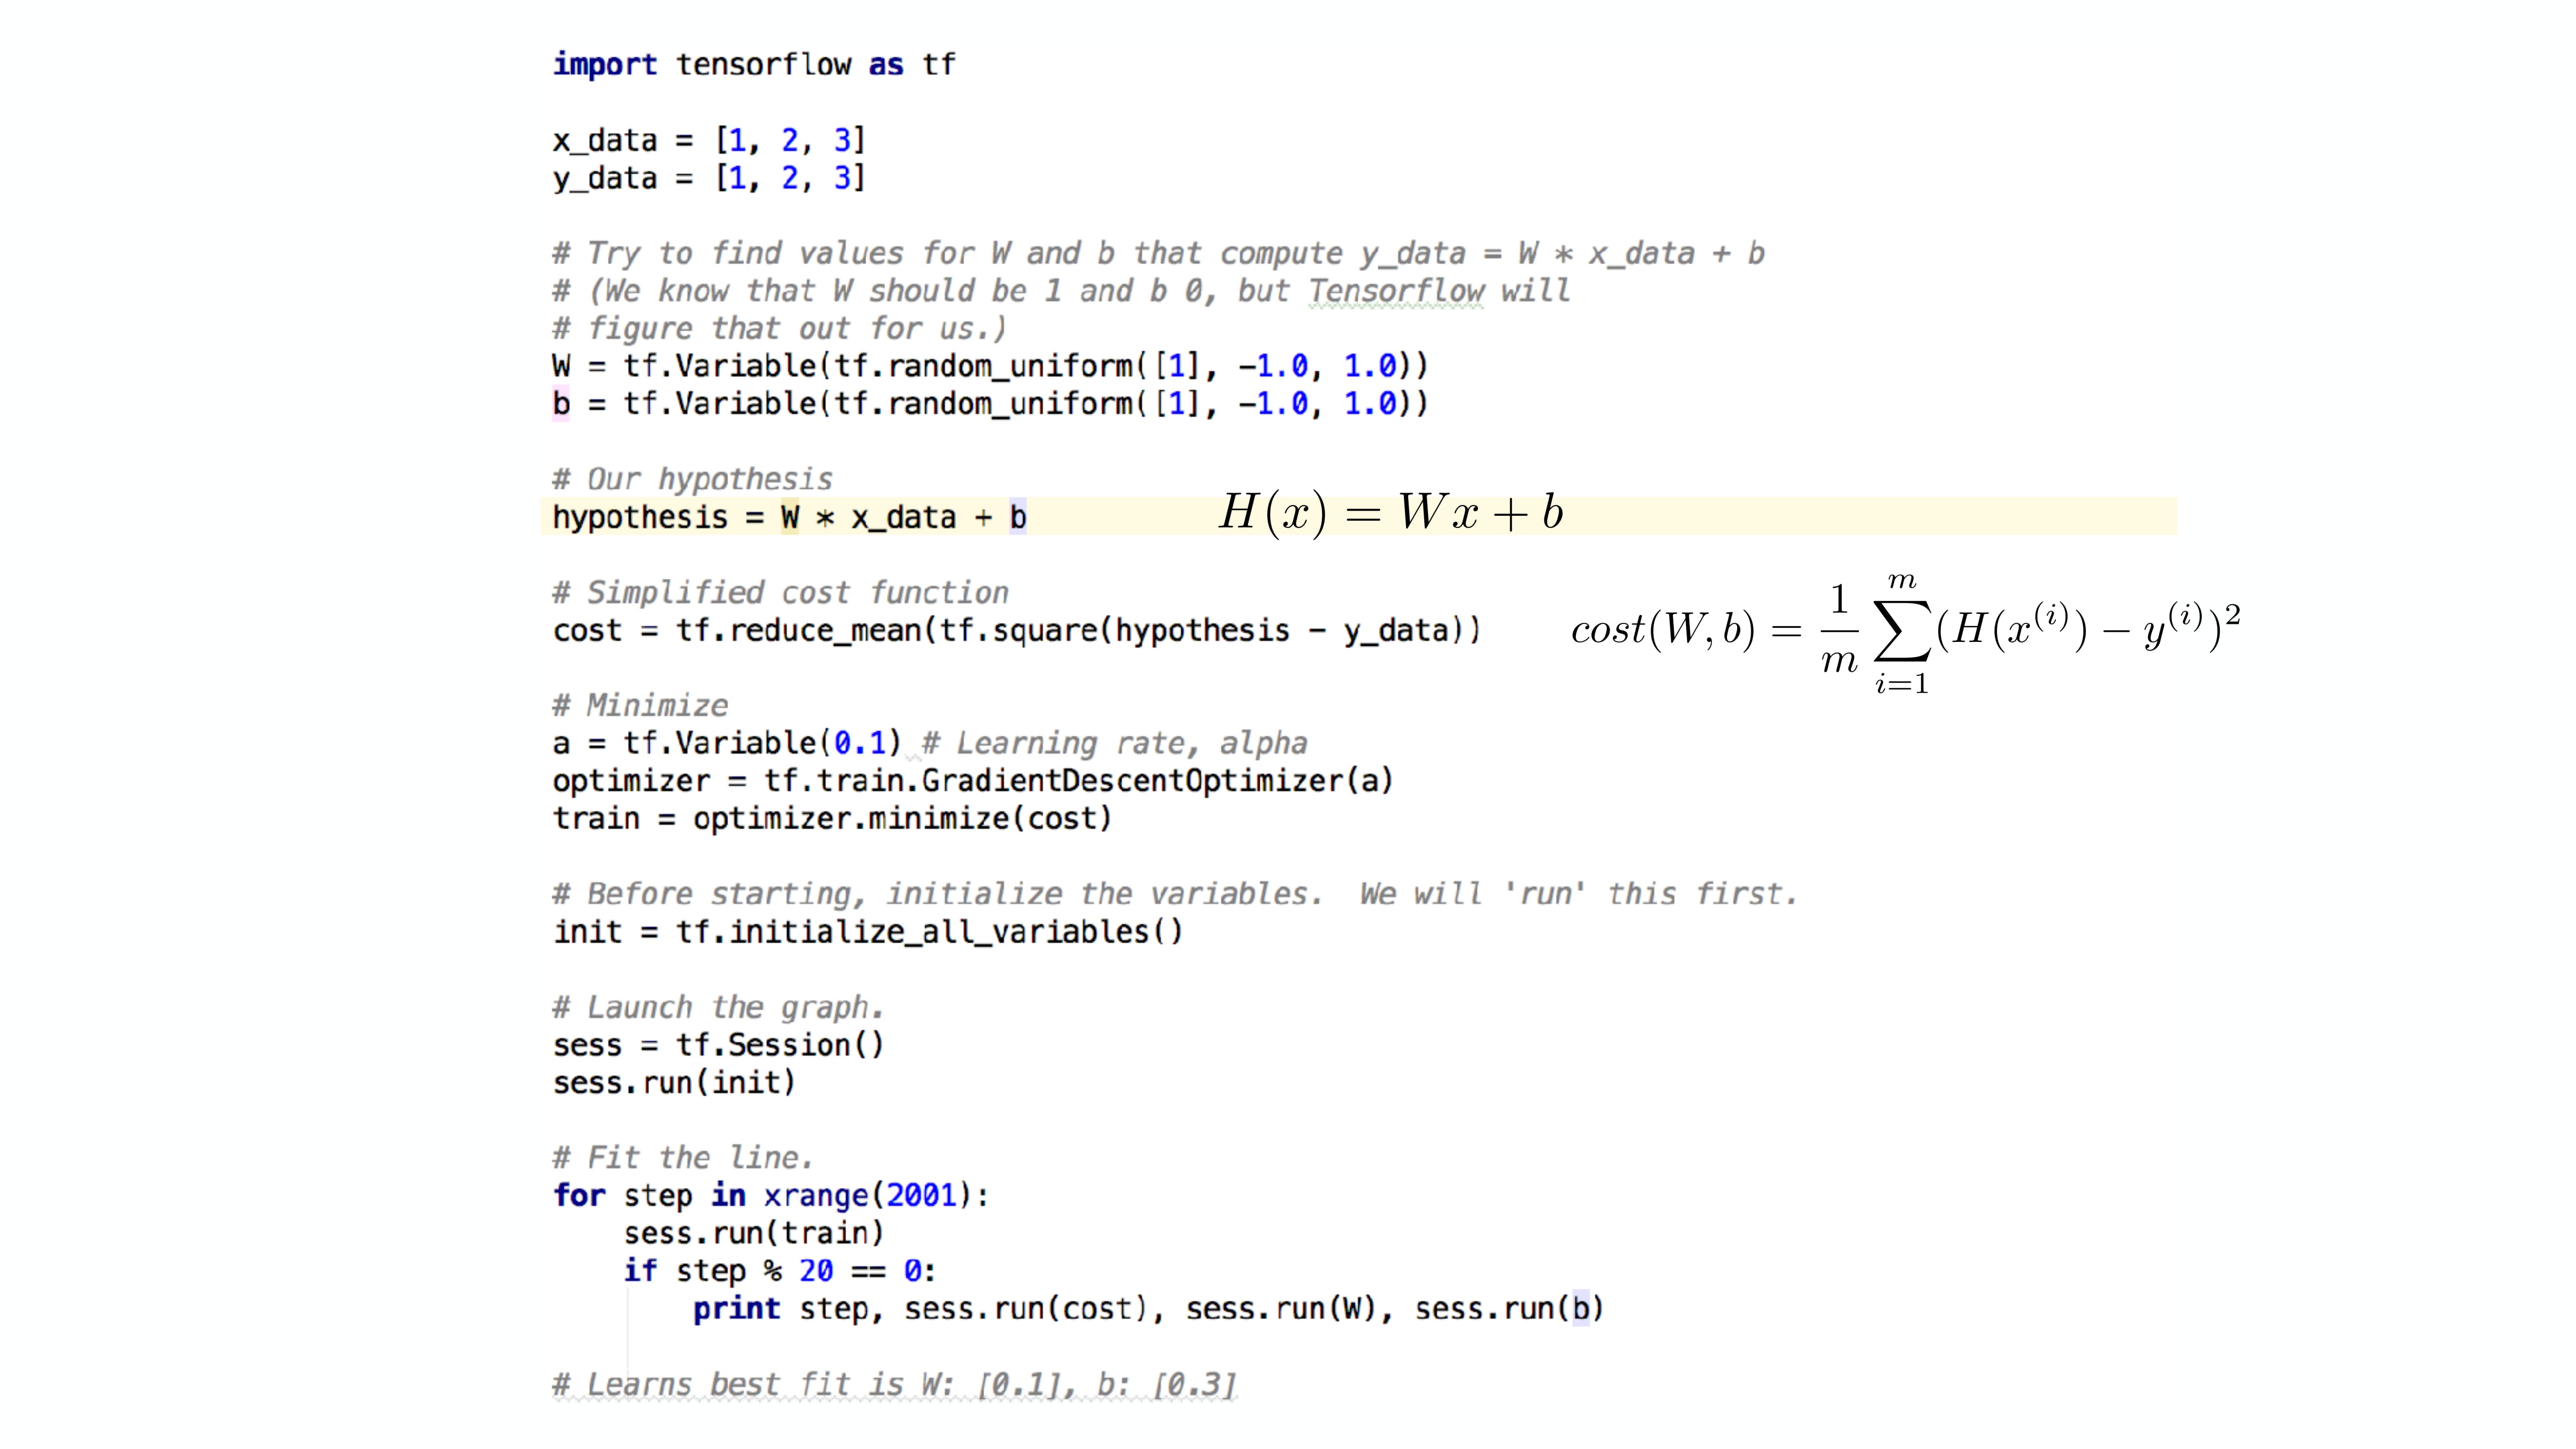 import tensorflow as tf
x_data = [1, 2, 3]
y_data = [1, 2, 3]
# Try to find values for W and b that compute y_data = W * x_data + b
# (We know that W should be 1 and b 0, but Tensorflow will
# figure that out for us.)
W = tf.Variable(tf.random_uniform([1], -1.0, 1.0))
b = tf.Variable(tf.random_uniform([1], -1.0, 1.0))
# Our hypothesis
hypothesis = W * x_data + b
H(x) = Wx + b
# Simplified cost function
cost = tf.reduce_mean(tf.square(hypothesis - y_data))
cost(W, b) = \frac{1}{m} \sum_{i=1}^{m} (H(x^{(i)}) - y^{(i)})^2
# Minimize
a = tf.Variable(0.1) # Learning rate, alpha
optimizer = tf.train.GradientDescentOptimizer(a)
train = optimizer.minimize(cost)
# Before starting, initialize the variables.  We will 'run' this first.
init = tf.initialize_all_variables()
# Launch the graph.
sess = tf.Session()
sess.run(init)
# Fit the line.
for step in xrange(2001):
    sess.run(train)
    if step % 20 == 0:
        print step, sess.run(cost), sess.run(W), sess.run(b)
# Learns best fit is W: [0.1], b: [0.3]